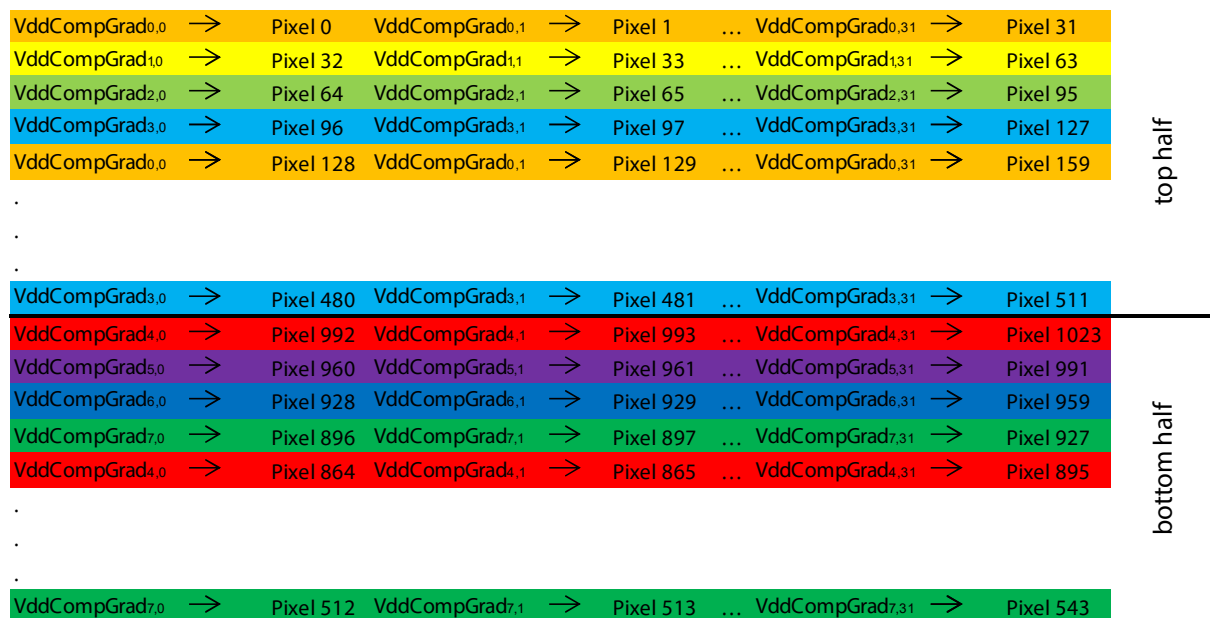 VddCompGrad0,0 → Pixel 0 VddCompGrad0,1 → Pixel 1 … VddCompGrad0,31 → Pixel 31
VddCompGrad1,0 → Pixel 32 VddCompGrad1,1 → Pixel 33 … VddCompGrad1,31 → Pixel 63
VddCompGrad2,0 → Pixel 64 VddCompGrad2,1 → Pixel 65 … VddCompGrad2,31 → Pixel 95
VddCompGrad3,0 → Pixel 96 VddCompGrad3,1 → Pixel 97 … VddCompGrad3,31 → Pixel 127
VddCompGrad0,0 → Pixel 128 VddCompGrad0,1 → Pixel 129 … VddCompGrad0,31 → Pixel 159
.
.
.
VddCompGrad3,0 → Pixel 480 VddCompGrad3,1 → Pixel 481 … VddCompGrad3,31 → Pixel 511
top half
VddCompGrad4,0 → Pixel 992 VddCompGrad4,1 → Pixel 993 … VddCompGrad4,31 → Pixel 1023
VddCompGrad5,0 → Pixel 960 VddCompGrad5,1 → Pixel 961 … VddCompGrad5,31 → Pixel 991
VddCompGrad6,0 → Pixel 928 VddCompGrad6,1 → Pixel 929 … VddCompGrad6,31 → Pixel 959
VddCompGrad7,0 → Pixel 896 VddCompGrad7,1 → Pixel 897 … VddCompGrad7,31 → Pixel 927
VddCompGrad4,0 → Pixel 864 VddCompGrad4,1 → Pixel 865 … VddCompGrad4,31 → Pixel 895
.
.
.
VddCompGrad7,0 → Pixel 512 VddCompGrad7,1 → Pixel 513 … VddCompGrad7,31 → Pixel 543
bottom half